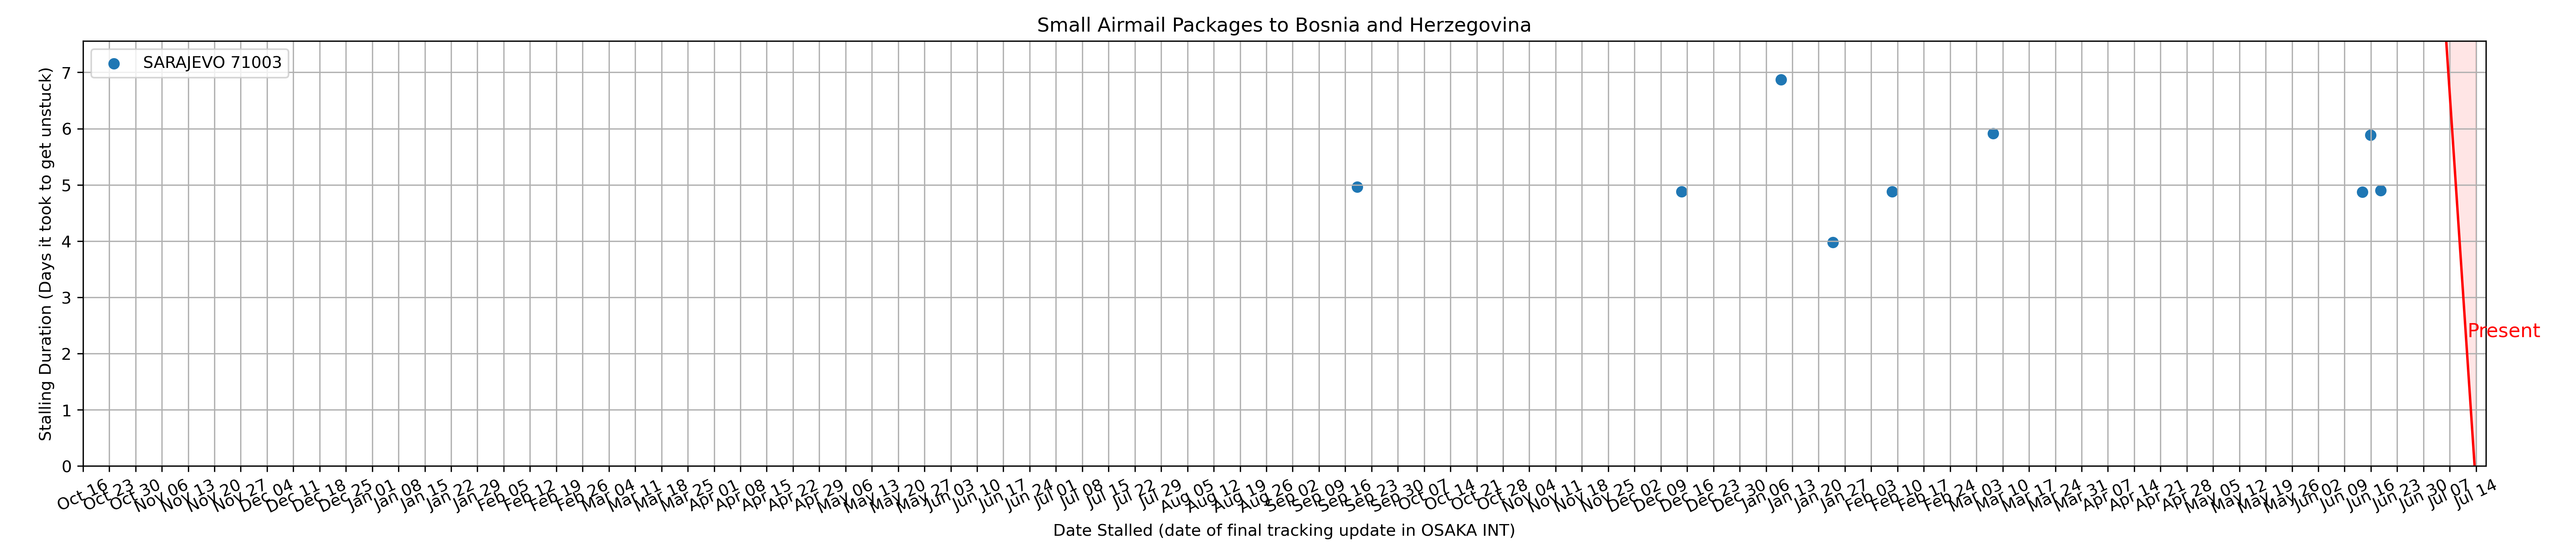 Small Airmail Packages to Bosnia and Herzegovina
SARAJEVO 71003
Stalling Duration (Days it took to get unstuck)
7
6
5
4
3
2
1
0
Present
Oct 16 Oct 23 Oct 30 Nov 06 Nov 13 Nov 20 Nov 27 Dec 04 Dec 11 Dec 18 Dec 25 Jan 01 Jan 08 Jan 15 Jan 22 Jan 29 Feb 05 Feb 12 Feb 19 Feb 26 Mar 04 Mar 11 Mar 18 Mar 25 Apr 01 Apr 08 Apr 15 Apr 22 Apr 29 May 06 May 13 May 20 May 27 Jun 03 Jun 10 Jun 17 Jun 24 Jul 01 Jul 08 Jul 15 Jul 22 Jul 29 Aug 05 Aug 12 Aug 19 Aug 26 Sep 02 Sep 09 Sep 16 Sep 23 Sep 30 Oct 07 Oct 14 Oct 21 Oct 28 Nov 04 Nov 11 Nov 18 Nov 25 Dec 02 Dec 09 Dec 16 Dec 23 Dec 30 Jan 06 Jan 13 Jan 20 Jan 27 Feb 03 Feb 10 Feb 17 Feb 24 Mar 03 Mar 10 Mar 17 Mar 24 Mar 31 Apr 07 Apr 14 Apr 21 Apr 28 May 05 May 12 May 19 May 26 Jun 02 Jun 09 Jun 16 Jun 23 Jun 30 Jul 07 Jul 14
Date Stalled (date of final tracking update in OSAKA INT)